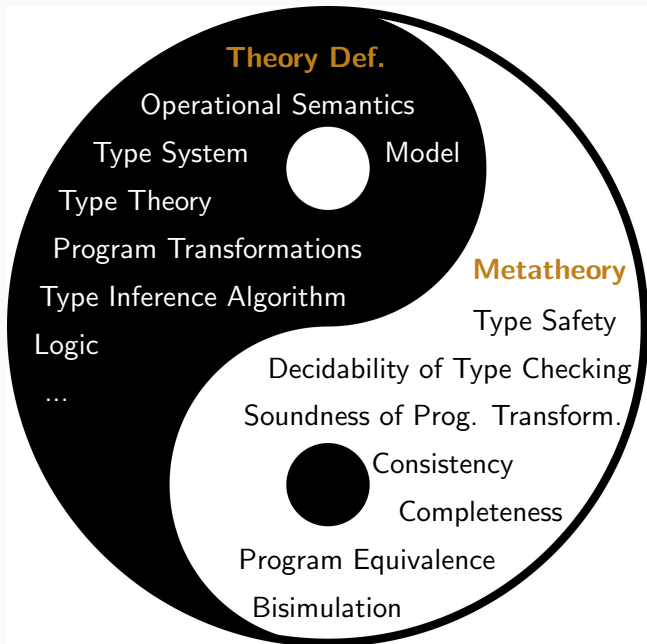 Theory Def.
Operational Semantics
Type System
Model
Type Theory
Program Transformations
Type Inference Algorithm
Logic
...
Metatheory
Type Safety
Decidability of Type Checking
Soundness of Prog. Transform.
Consistency
Completeness
Program Equivalence
Bisimulation